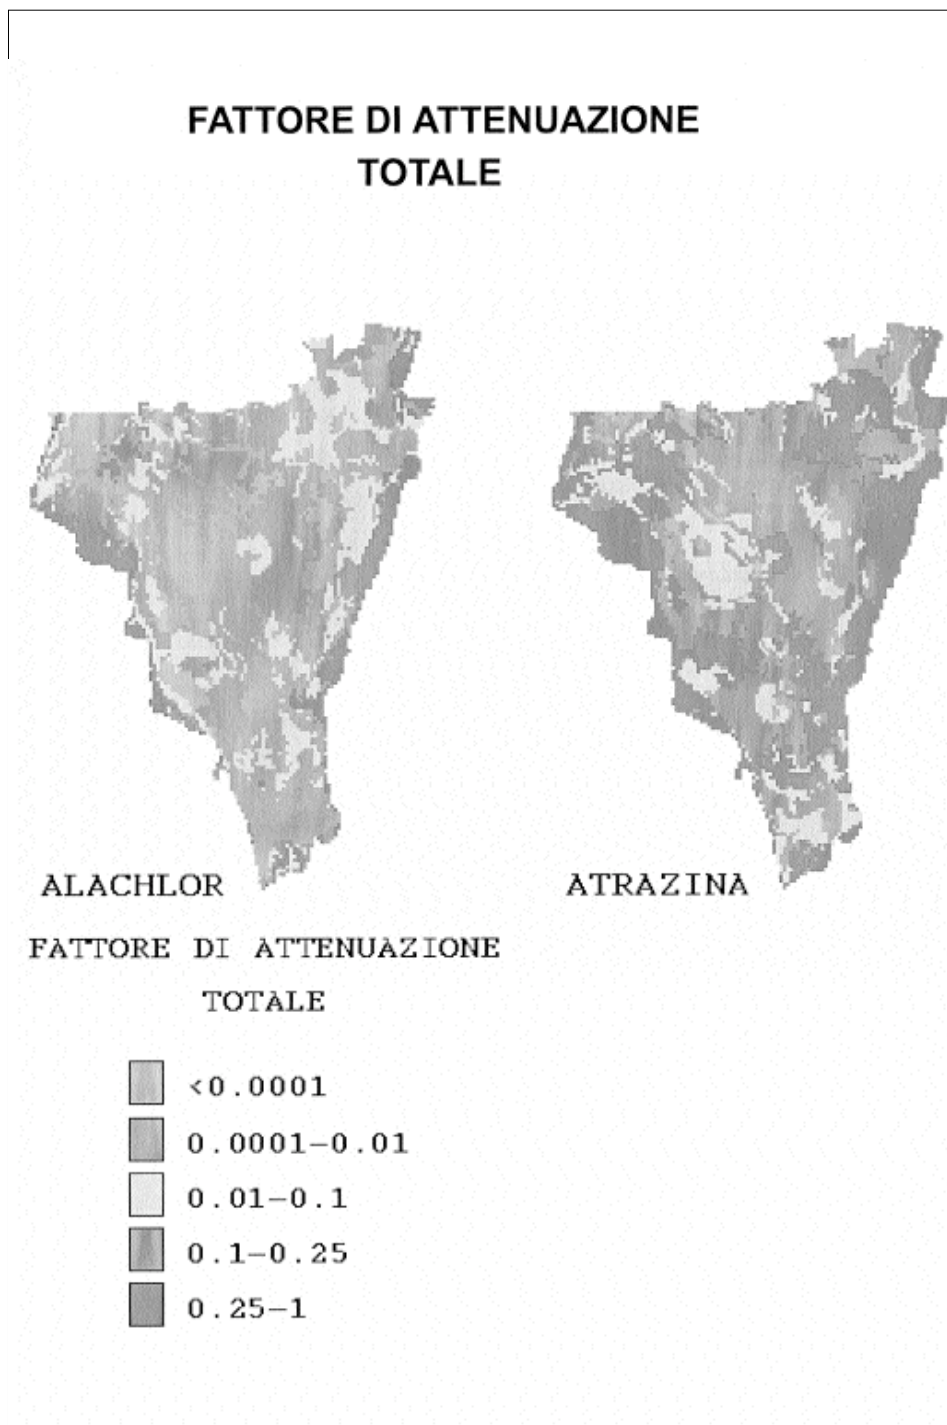 FATTORE DI ATTENUAZIONE
TOTALE
ALACHLOR
ATRAZINA
FATTORE DI ATTENUAZIONE
TOTALE
<0.0001
0.0001-0.01
0.01-0.1
0.1-0.25
0.25-1